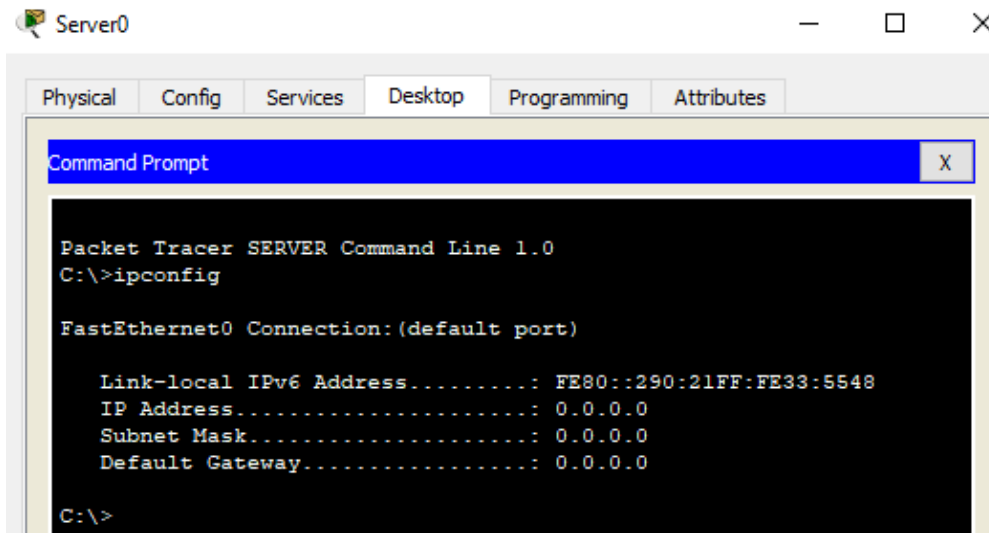 Server0
Physical Config Services Desktop Programming Attributes
Command Prompt X
Packet Tracer SERVER Command Line 1.0
C:\>ipconfig
FastEthernet0 Connection:(default port)
Link-local IPv6 Address.........: FE80::290:21FF:FE33:5548
IP Address......................: 0.0.0.0
Subnet Mask.....................: 0.0.0.0
Default Gateway.................: 0.0.0.0
C:\>